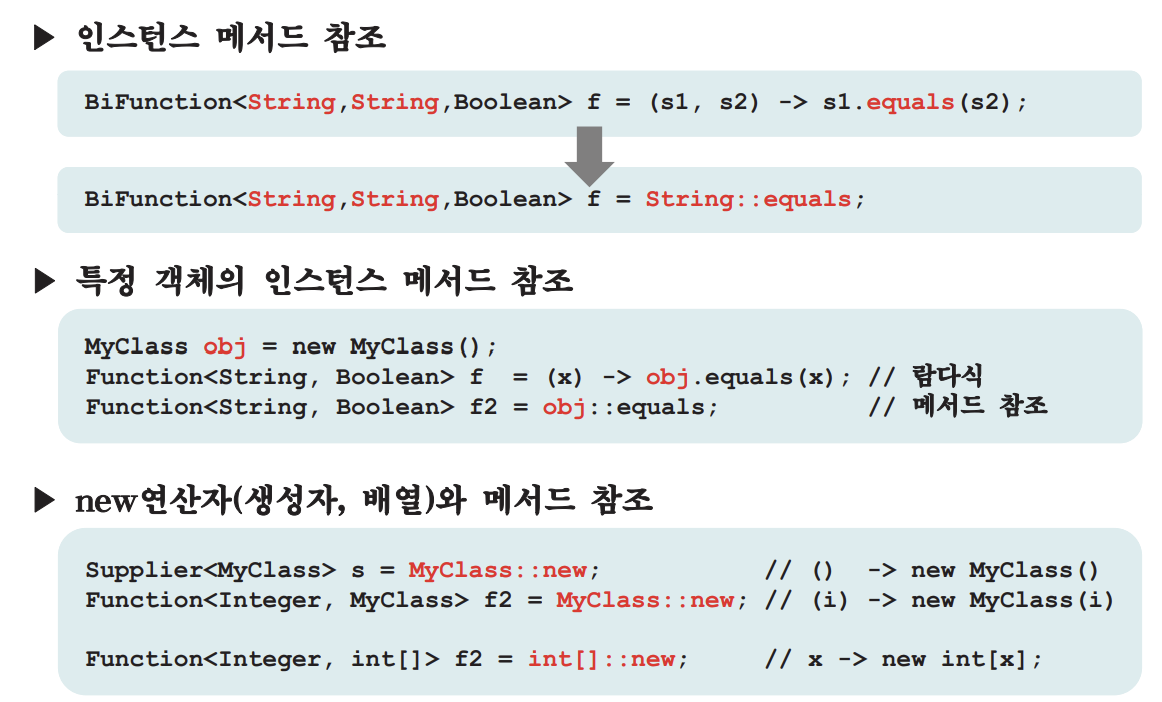 ▶ 인스턴스 메서드 참조
BiFunction<String,String,Boolean> f = (s1, s2) -> s1.equals(s2);
BiFunction<String,String,Boolean> f = String::equals;
▶ 특정 객체의 인스턴스 메서드 참조
MyClass obj = new MyClass();
Function<String, Boolean> f  = (x) -> obj.equals(x); // 람다식
Function<String, Boolean> f2 = obj::equals;          // 메서드 참조
▶ new연산자(생성자, 배열)와 메서드 참조
Supplier<MyClass> s = MyClass::new;           // ()  -> new MyClass()
Function<Integer, MyClass> f2 = MyClass::new; // (i) -> new MyClass(i)
Function<Integer, int[]> f2 = int[]::new;     // x -> new int[x];